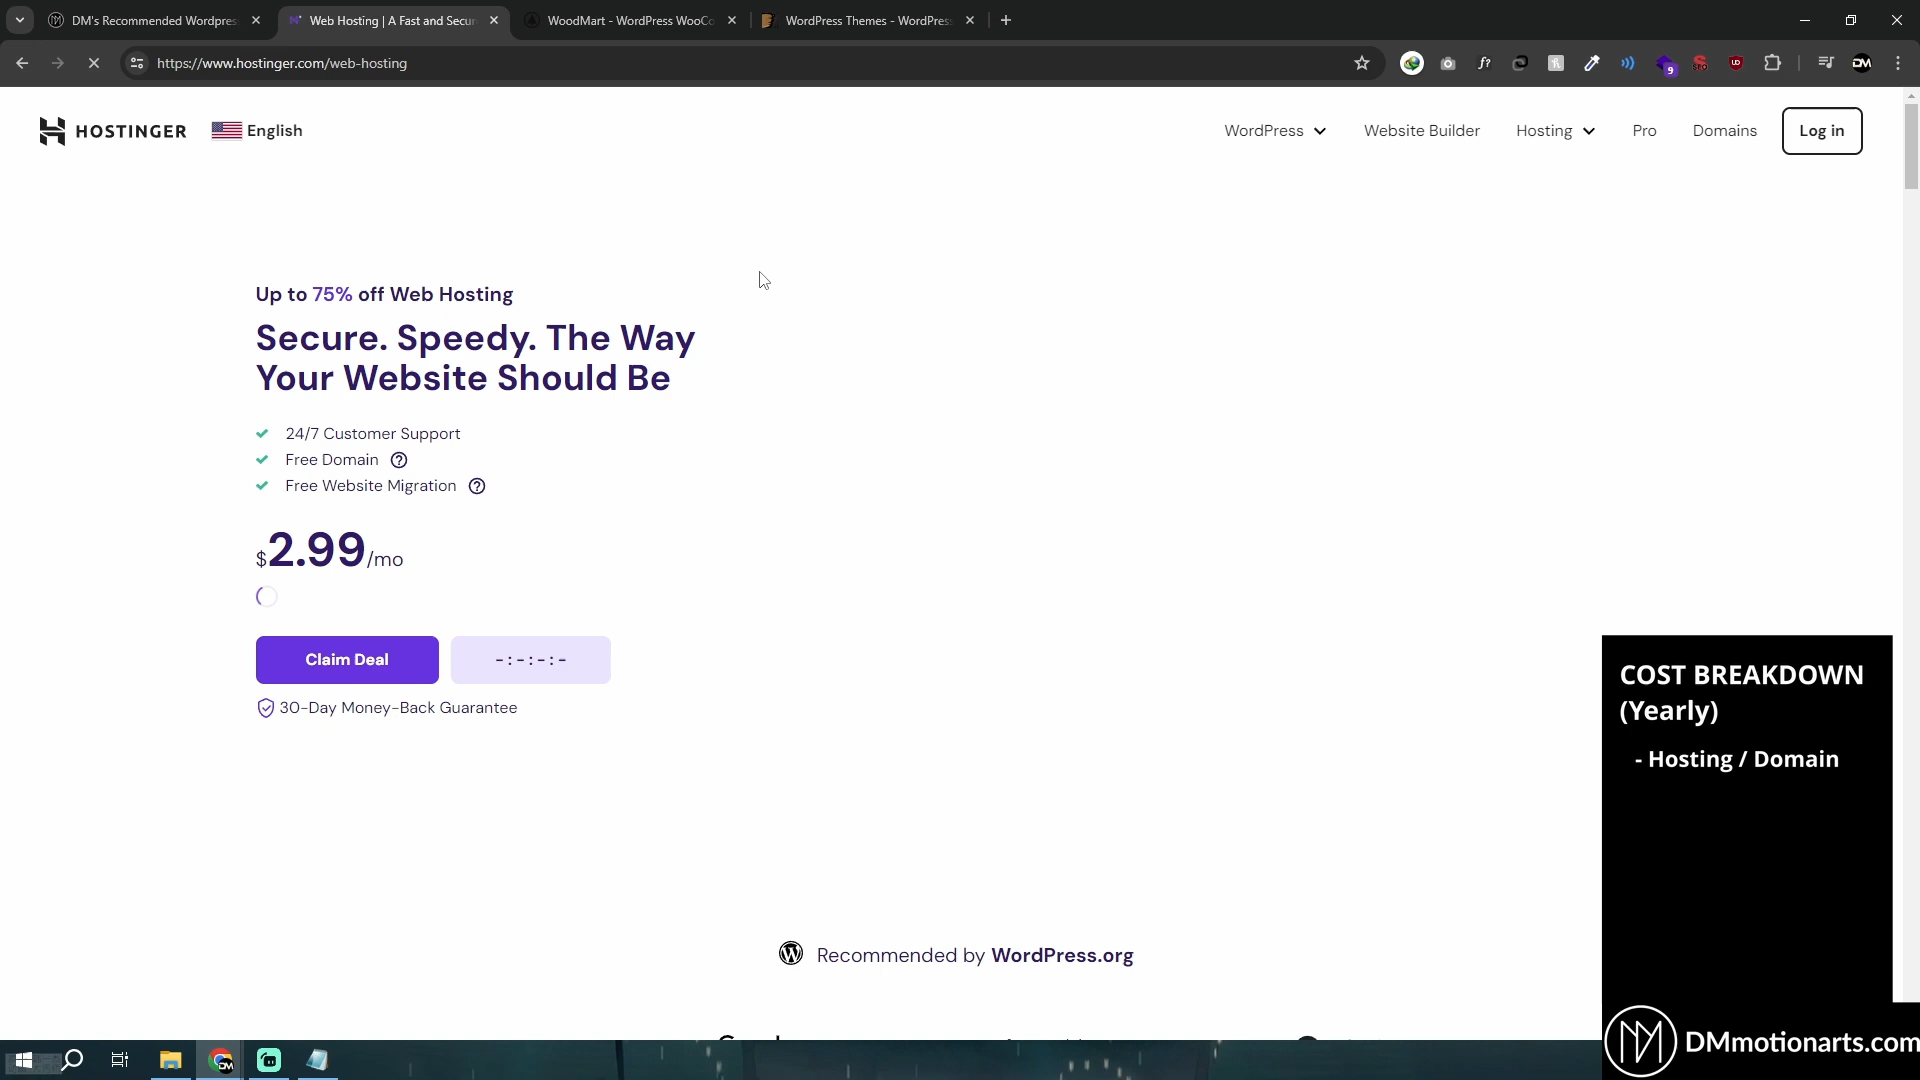 DM's Recommended Wordpres
Web Hosting | A Fast and Secur
WoodMart - WordPress WooCo
WordPress Themes - WordPress
https://www.hostinger.com/web-hosting
9
DM
HOSTINGER
English
WordPress
Website Builder
Hosting
Pro
Domains
Log in
Up to 75% off Web Hosting
Secure. Speedy. The Way
Your Website Should Be
24/7 Customer Support
Free Domain
Free Website Migration
$2.99/mo
Claim Deal
-:-:-:-
30-Day Money-Back Guarantee
Recommended by WordPress.org
COST BREAKDOWN
(Yearly)
- Hosting / Domain
DMmotionarts.com